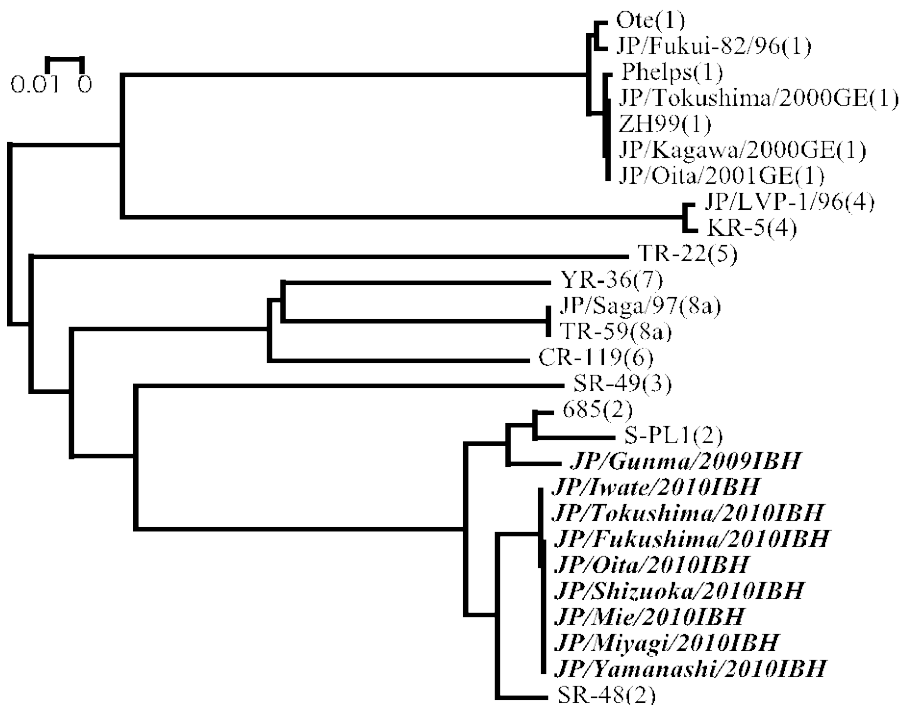 Ote(1)
JP/Fukui-82/96(1)
0.01 0
Phelps(1)
JP/Tokushima/2000GE(1)
ZH99(1)
JP/Kagawa/2000GE(1)
JP/Oita/2001GE(1)
JP/LVP-1/96(4)
KR-5(4)
TR-22(5)
YR-36(7)
JP/Saga/97(8a)
TR-59(8a)
CR-119(6)
SR-49(3)
685(2)
S-PL1(2)
JP/Gunma/2009IBH
JP/Iwate/2010IBH
JP/Tokushima/2010IBH
JP/Fukushima/2010IBH
JP/Oita/2010IBH
JP/Shizuoka/2010IBH
JP/Mie/2010IBH
JP/Miyagi/2010IBH
JP/Yamanashi/2010IBH
SR-48(2)